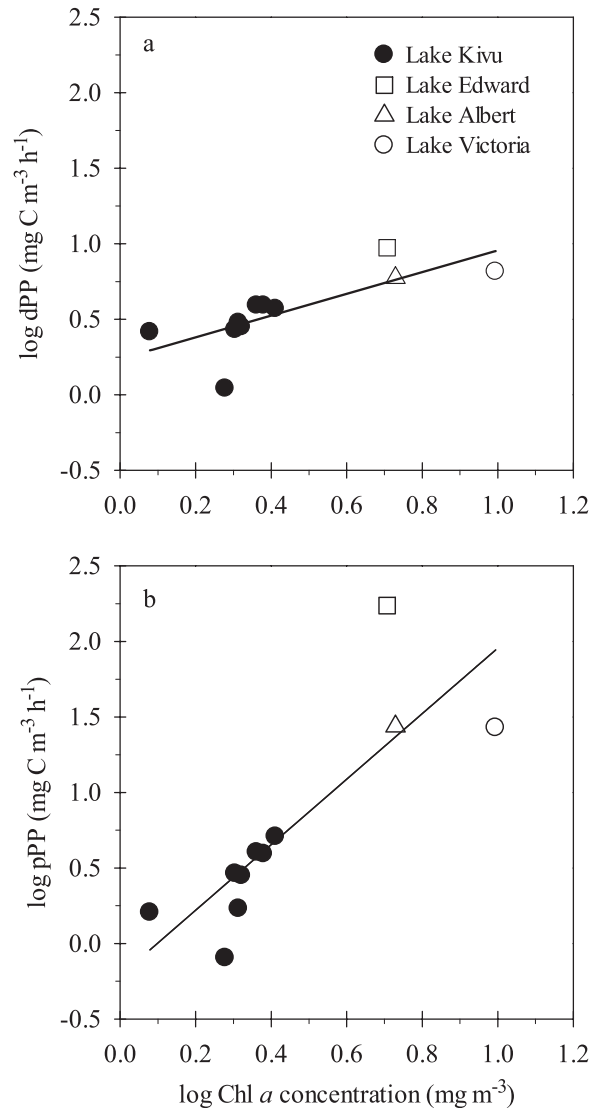 2.5
a
Lake Kivu
2.0
Lake Edward
Lake Albert
1.5
Lake Victoria
1.0
0.5
0.0
-0.5
log dPP (mg C m⁻³ h⁻¹)
0.0 0.2 0.4 0.6 0.8 1.0 1.2
2.5
b
2.0
1.5
1.0
0.5
0.0
-0.5
log pPP (mg C m⁻³ h⁻¹)
0.0 0.2 0.4 0.6 0.8 1.0 1.2
log Chl a concentration (mg m⁻³)